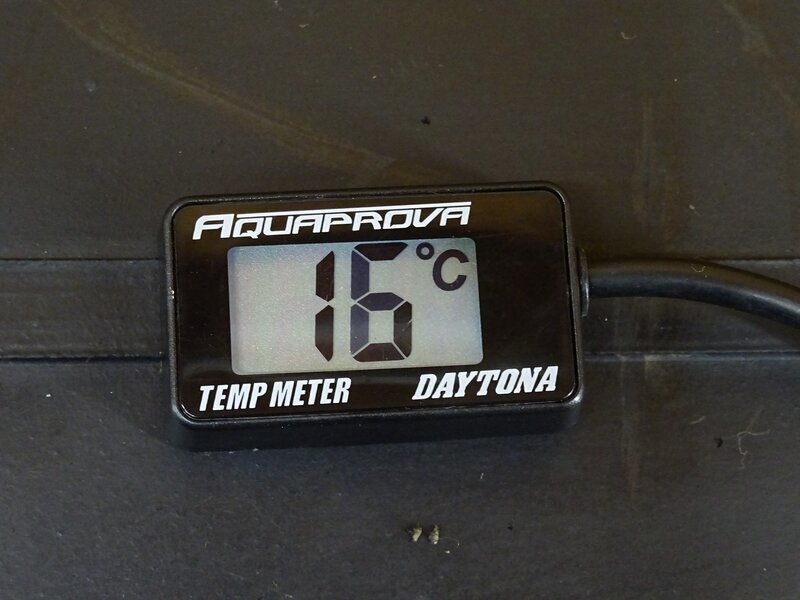 AQUAPROVA
16 °C
TEMP METER DAYTONA